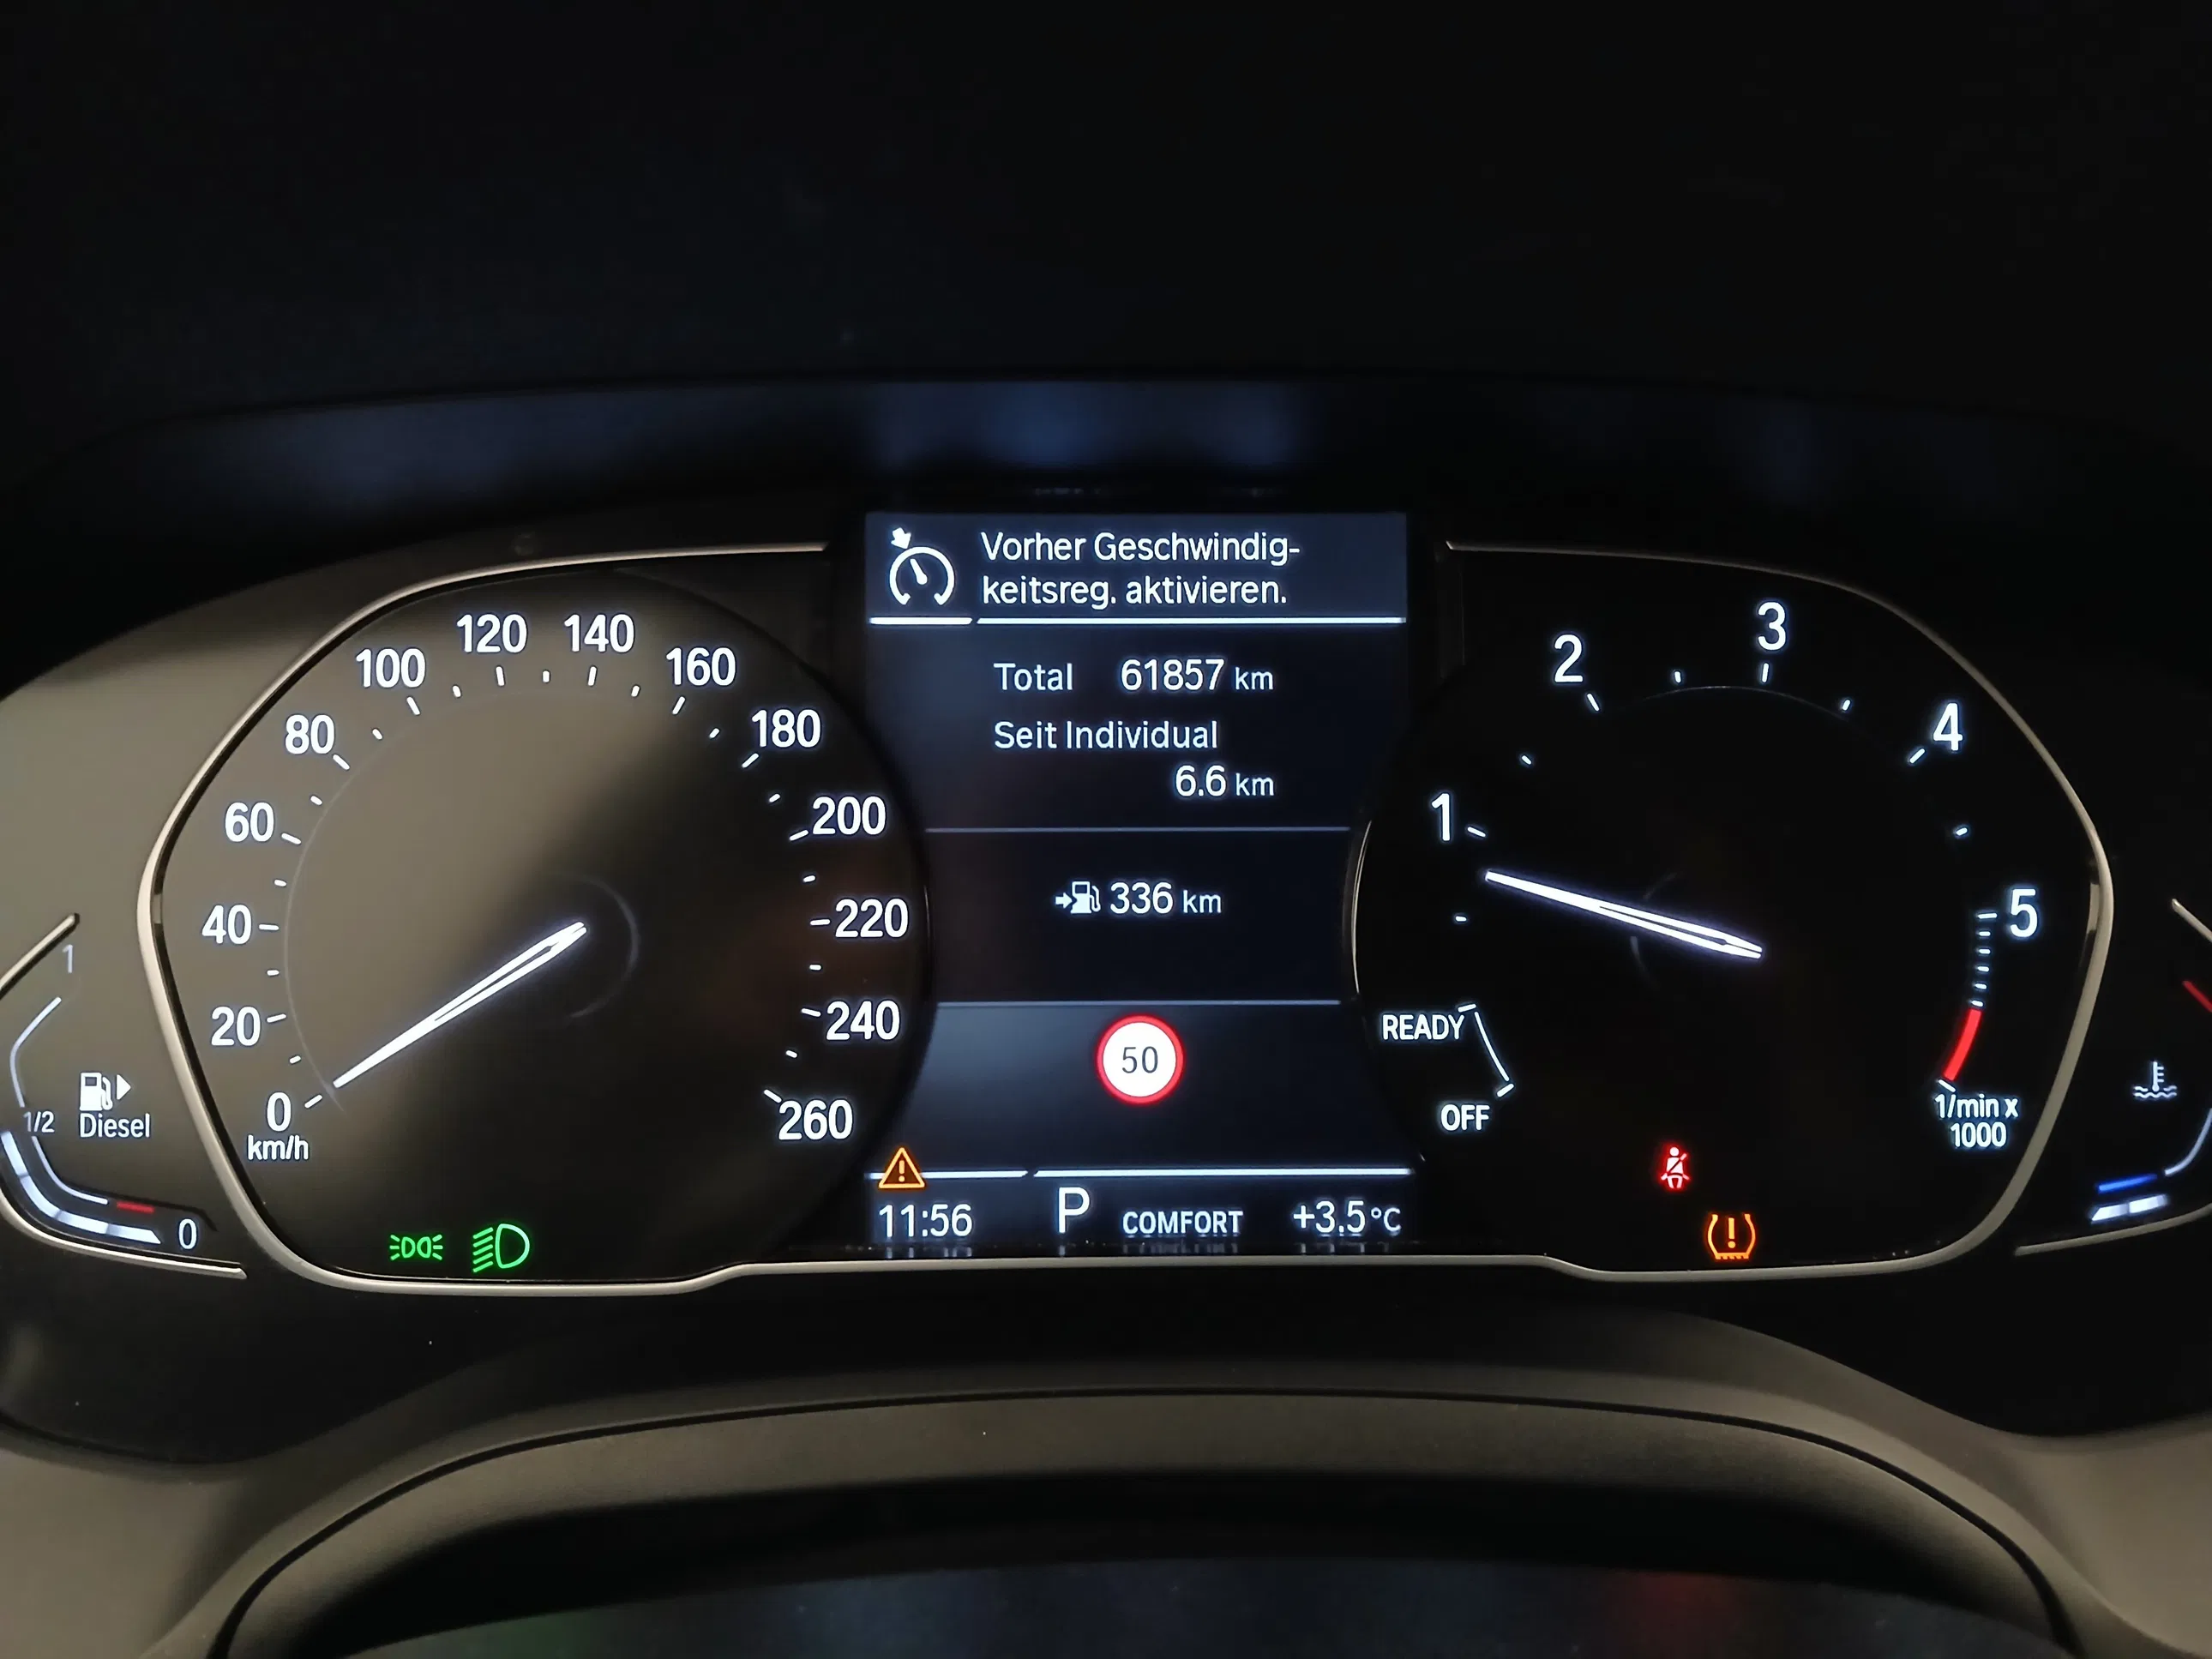 Vorher Geschwindig-
keitsreg. aktivieren.
Total 61857 km
Seit Individual
6.6 km
336 km
50
11:56 P COMFORT +3.5°C
0
20
40
60
80
100
120
140
160
180
200
220
240
260
km/h
1
1/2
0
Diesel
1
2
3
4
5
READY
OFF
1/min x
1000